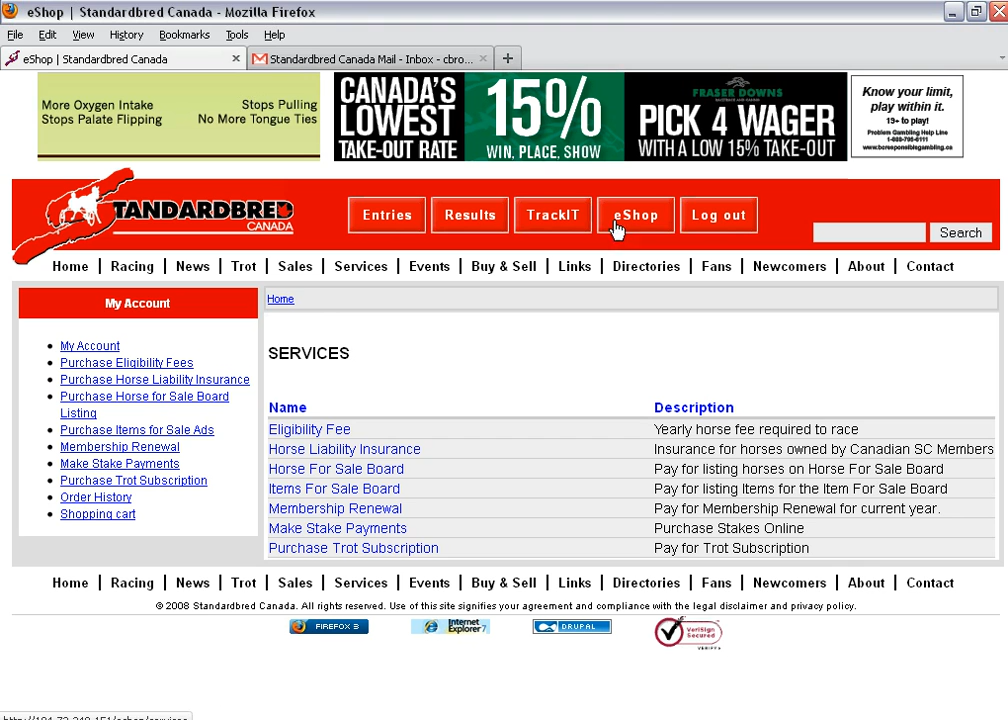 eShop | Standardbred Canada - Mozilla Firefox
File Edit View History Bookmarks Tools Help
eShop | Standardbred Canada
Standardbred Canada Mail - Inbox - cbro...
More Oxygen Intake
Stops Palate Flipping
Stops Pulling
No More Tongue Ties
CANADA'S
LOWEST
TAKE-OUT RATE
15%
WIN, PLACE, SHOW
FRASER DOWNS
PICK 4 WAGER
WITH A LOW 15% TAKE-OUT
Know your limit,
play within it.
19+ to play!
Problem Gambling Help Line
1-888-795-6111
www.bcresponsiblegambling.ca
STANDARDBRED
CANADA
Entries Results TrackIT eShop Log out
Search
Home | Racing | News | Trot | Sales | Services | Events | Buy & Sell | Links | Directories | Fans | Newcomers | About | Contact
My Account
My Account
Purchase Eligibility Fees
Purchase Horse Liability Insurance
Purchase Horse for Sale Board
Listing
Purchase Items for Sale Ads
Membership Renewal
Make Stake Payments
Purchase Trot Subscription
Order History
Shopping cart
Home
SERVICES
Name Description
Eligibility Fee Yearly horse fee required to race
Horse Liability Insurance Insurance for horses owned by Canadian SC Members
Horse For Sale Board Pay for listing horses on Horse For Sale Board
Items For Sale Board Pay for listing Items for the Item For Sale Board
Membership Renewal Pay for Membership Renewal for current year.
Make Stake Payments Purchase Stakes Online
Purchase Trot Subscription Pay for Trot Subscription
Home | Racing | News | Trot | Sales | Services | Events | Buy & Sell | Links | Directories | Fans | Newcomers | About | Contact
© 2008 Standardbred Canada. All rights reserved. Use of this site signifies your agreement and compliance with the legal disclaimer and privacy policy.
FIREFOX 3
Internet
Explorer 7
DRUPAL
VeriSign
Secured